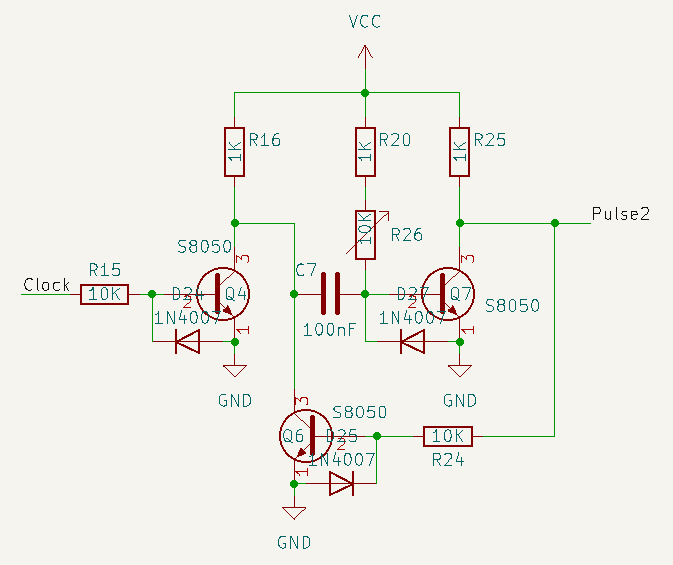 VCC
R16
1K
R20
1K
R25
1K
Pulse2
R26
10K
S8050
3
Clock
R15
10K
D24
2
Q4
1N4007
1
GND
C7
100nF
3
D27
2
Q7
S8050
1N4007
1
GND
3
S8050
Q6
D25
2
10K
R24
1N4007
1
GND